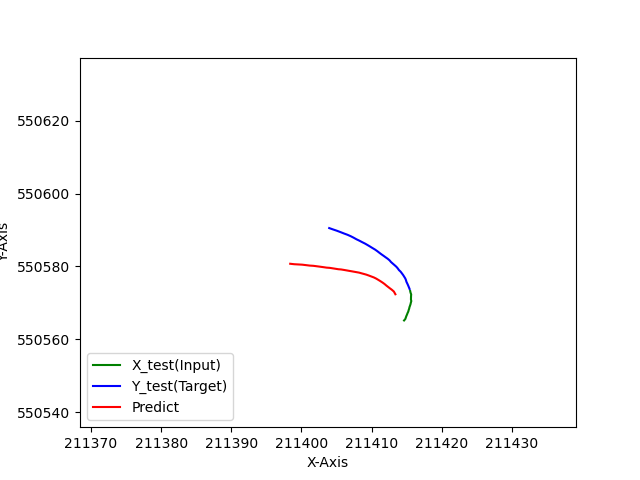 550620
550600
550580
550560
550540
Y-Axis
X_test(Input)
Y_test(Target)
Predict
211370 211380 211390 211400 211410 211420 211430
X-Axis